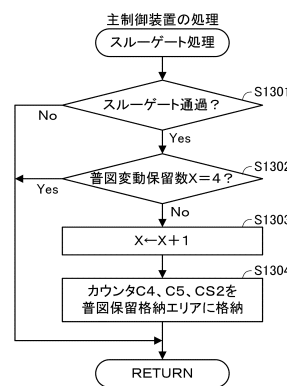 主制御装置の処理
スルーゲート処理
S1301
スルーゲート通過？
No
Yes
S1302
普図変動保留数X＝4？
Yes
No
S1303
X←X＋1
S1304
カウンタC4、C5、CS2を
普図保留格納エリアに格納
RETURN